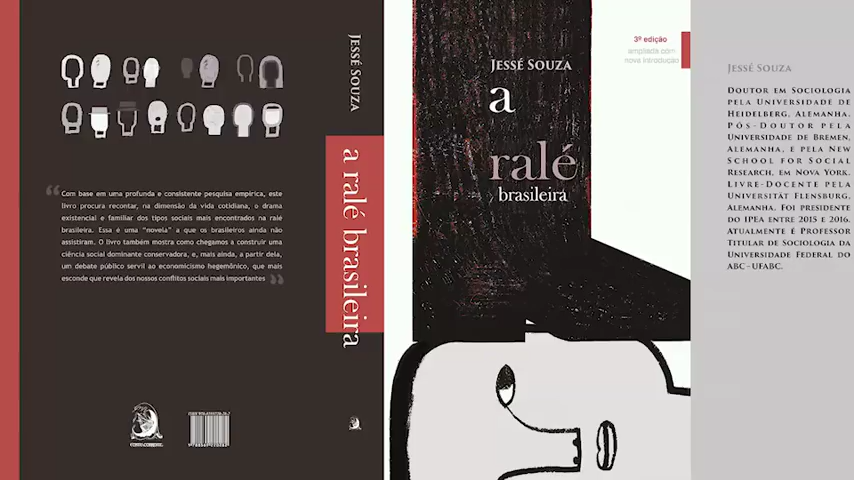 “
Com base em uma profunda e consistente pesquisa empírica, este
livro procura recontar, na dimensão da vida cotidiana, o drama
existencial e familiar dos tipos sociais mais encontrados na ralé
brasileira. Essa é uma “novela” a que os brasileiros ainda não
assistiram. O livro também mostra como chegamos a construir uma
ciência social dominante conservadora, e, mais ainda, a partir dela,
um debate público servil ao economicismo hegemônico, que mais
esconde que revela dos nossos conflitos sociais mais importantes
”
Jessé Souza
a ralé brasileira
3ª edição
ampliada com
nova introdução
Jessé Souza
a
ralé
brasileira
Jessé Souza
Doutor em Sociologia
pela Universidade de
Heidelberg, Alemanha.
Pós-Doutor pela
Universidade de Bremen,
Alemanha, e pela New
School for Social
Research, em Nova York.
Livre-Docente pela
Universität Flensburg,
Alemanha. Foi presidente
do IPEA entre 2015 e 2016.
Atualmente é Professor
Titular de Sociologia da
Universidade Federal do
ABC-UFABC.